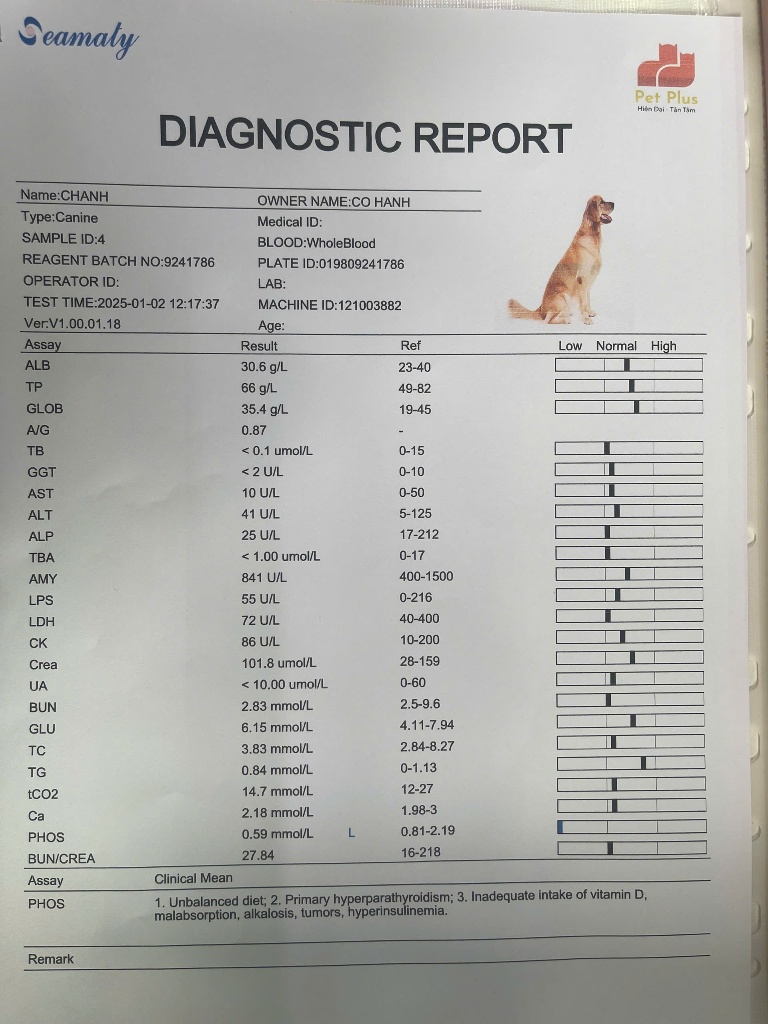 Seamaty
Pet Plus
Hiện Đại - Tận Tâm
DIAGNOSTIC REPORT
Name:CHANH OWNER NAME:CO HANH
Type:Canine Medical ID:
SAMPLE ID:4 BLOOD:WholeBlood
REAGENT BATCH NO:9241786 PLATE ID:019809241786
OPERATOR ID: LAB:
TEST TIME:2025-01-02 12:17:37 MACHINE ID:121003882
Ver:V1.00.01.18 Age:
Assay Result Ref Low Normal High
ALB 30.6 g/L 23-40
TP 66 g/L 49-82
GLOB 35.4 g/L 19-45
A/G 0.87 -
TB < 0.1 umol/L 0-15
GGT < 2 U/L 0-10
AST 10 U/L 0-50
ALT 41 U/L 5-125
ALP 25 U/L 17-212
TBA < 1.00 umol/L 0-17
AMY 841 U/L 400-1500
LPS 55 U/L 0-216
LDH 72 U/L 40-400
CK 86 U/L 10-200
Crea 101.8 umol/L 28-159
UA < 10.00 umol/L 0-60
BUN 2.83 mmol/L 2.5-9.6
GLU 6.15 mmol/L 4.11-7.94
TC 3.83 mmol/L 2.84-8.27
TG 0.84 mmol/L 0-1.13
tCO2 14.7 mmol/L 12-27
Ca 2.18 mmol/L 1.98-3
PHOS 0.59 mmol/L L 0.81-2.19
BUN/CREA 27.84 16-218
Assay Clinical Mean
PHOS 1. Unbalanced diet; 2. Primary hyperparathyroidism; 3. Inadequate intake of vitamin D,
malabsorption, alkalosis, tumors, hyperinsulinemia.
Remark